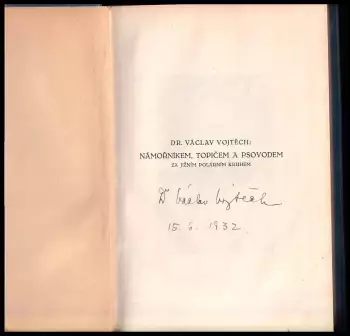 DR. VÁCLAV VOJTĚCH:
NÁMOŘNÍKEM, TOPIČEM A PSOVODEM
ZA JIŽNÍM POLÁRNÍM KRUHEM
Dr Václav Vojtěch
15. 6. 1932